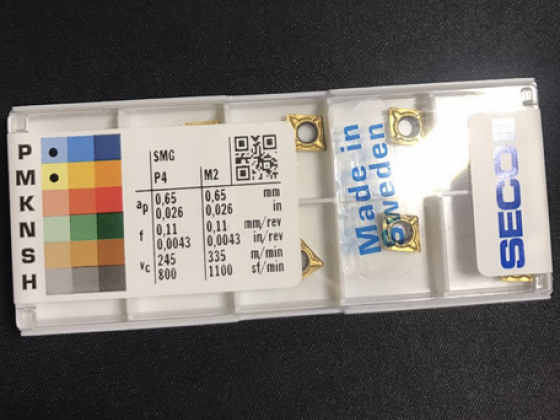 P
M
K
N
S
H
SMG
P4 M2
ap 0,65 0,65 mm
0,026 0,026 in
f 0,11 0,11 mm/rev
0,0043 0,0043 in/rev
vc 245 335 m/min
800 1100 sf/min
Made in
Sweden
SECO